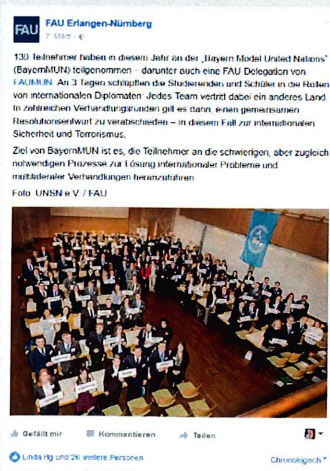 FAU
FAU Erlangen-Nürnberg
7. März
130 Teilnehmer haben in diesem Jahr an der „Bayern Model United Nations"
(BayernMUN) teilgenommen – darunter auch eine FAU-Delegation von
FAUMUN. An 3 Tagen schlüpften die Studierenden und Schüler in die Rollen
von internationalen Diplomaten: Jedes Team vertritt dabei ein anderes Land.
In zahlreichen Verhandlungsrunden gilt es dann, einen gemeinsamen
Resolutionsentwurf zu verabschieden – in diesem Fall zur internationalen
Sicherheit und Terrorismus.
Ziel von BayernMUN ist es, die Teilnehmer an die schwierigen, aber zugleich
notwendigen Prozesse zur Lösung internationaler Probleme und
multilateraler Verhandlungen heranzuführen.
Foto: UNSN e.V. / FAU
Gefällt mir Kommentieren Teilen
Linda Hg und 26 weitere Personen Chronologisch